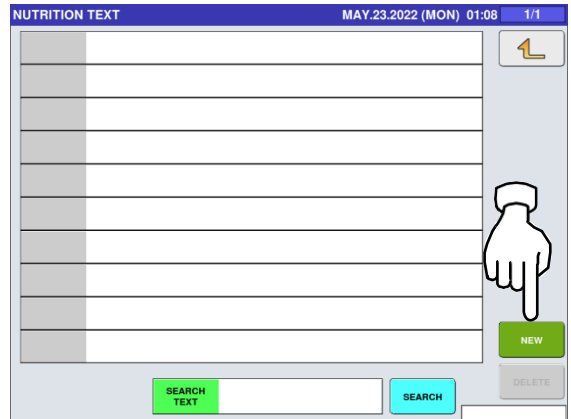 NUTRITION TEXT MAY.23.2022 (MON) 01:08 1/1
NEW
DELETE
SEARCH
TEXT
SEARCH